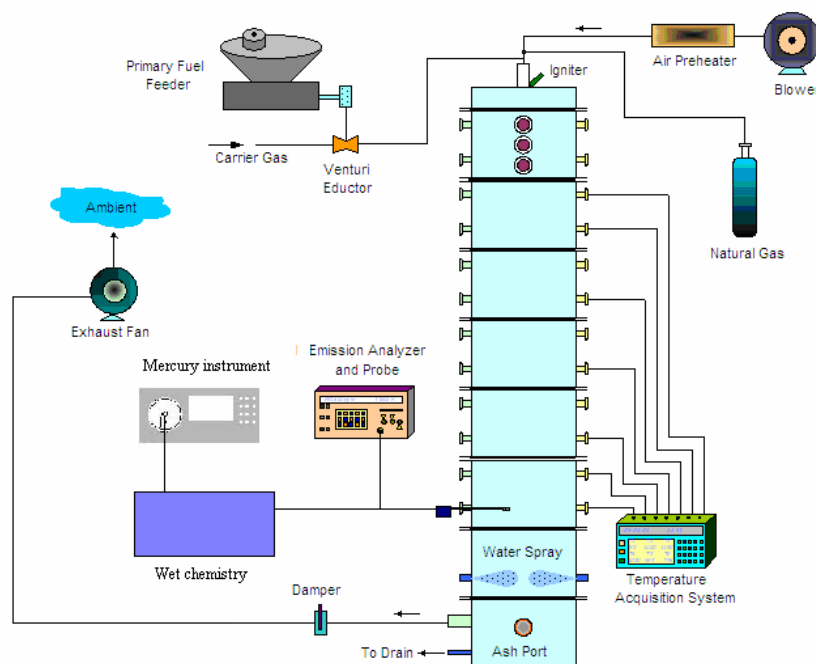 Primary Fuel
Feeder
Igniter
Air Preheater
Blower
Carrier Gas
Venturi
Eductor
Ambient
Natural Gas
Exhaust Fan
Mercury instrument
Emission Analyzer
and Probe
Water Spray
Wet chemistry
Temperature
Acquisition System
Damper
To Drain
Ash Port